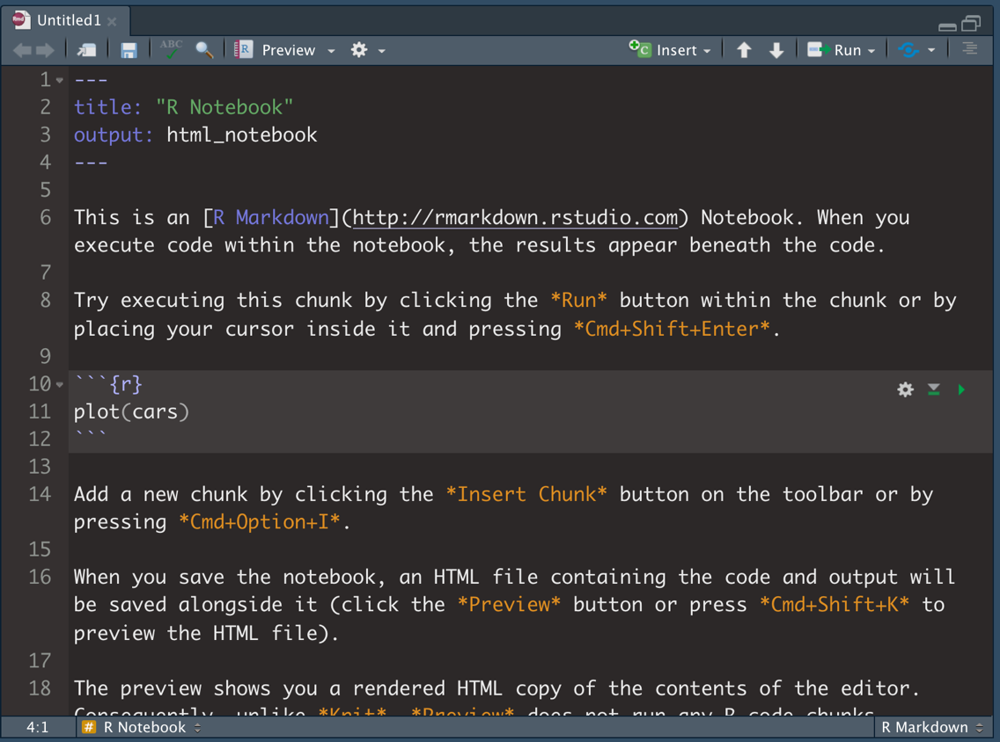 Untitled1
ABC Preview Insert Run
1 ---
2 title: "R Notebook"
3 output: html_notebook
4 ---
5
6 This is an [R Markdown](http://rmarkdown.rstudio.com) Notebook. When you
execute code within the notebook, the results appear beneath the code.
7
8 Try executing this chunk by clicking the *Run* button within the chunk or by
placing your cursor inside it and pressing *Cmd+Shift+Enter*.
9
10 ```{r}
11 plot(cars)
12 ```
13
14 Add a new chunk by clicking the *Insert Chunk* button on the toolbar or by
pressing *Cmd+Option+I*.
15
16 When you save the notebook, an HTML file containing the code and output will
be saved alongside it (click the *Preview* button or press *Cmd+Shift+K* to
preview the HTML file).
17
18 The preview shows you a rendered HTML copy of the contents of the editor.
Consequently, unlike *Knit*, *Preview* does not run any R code chunks.
4:1 # R Notebook R Markdown